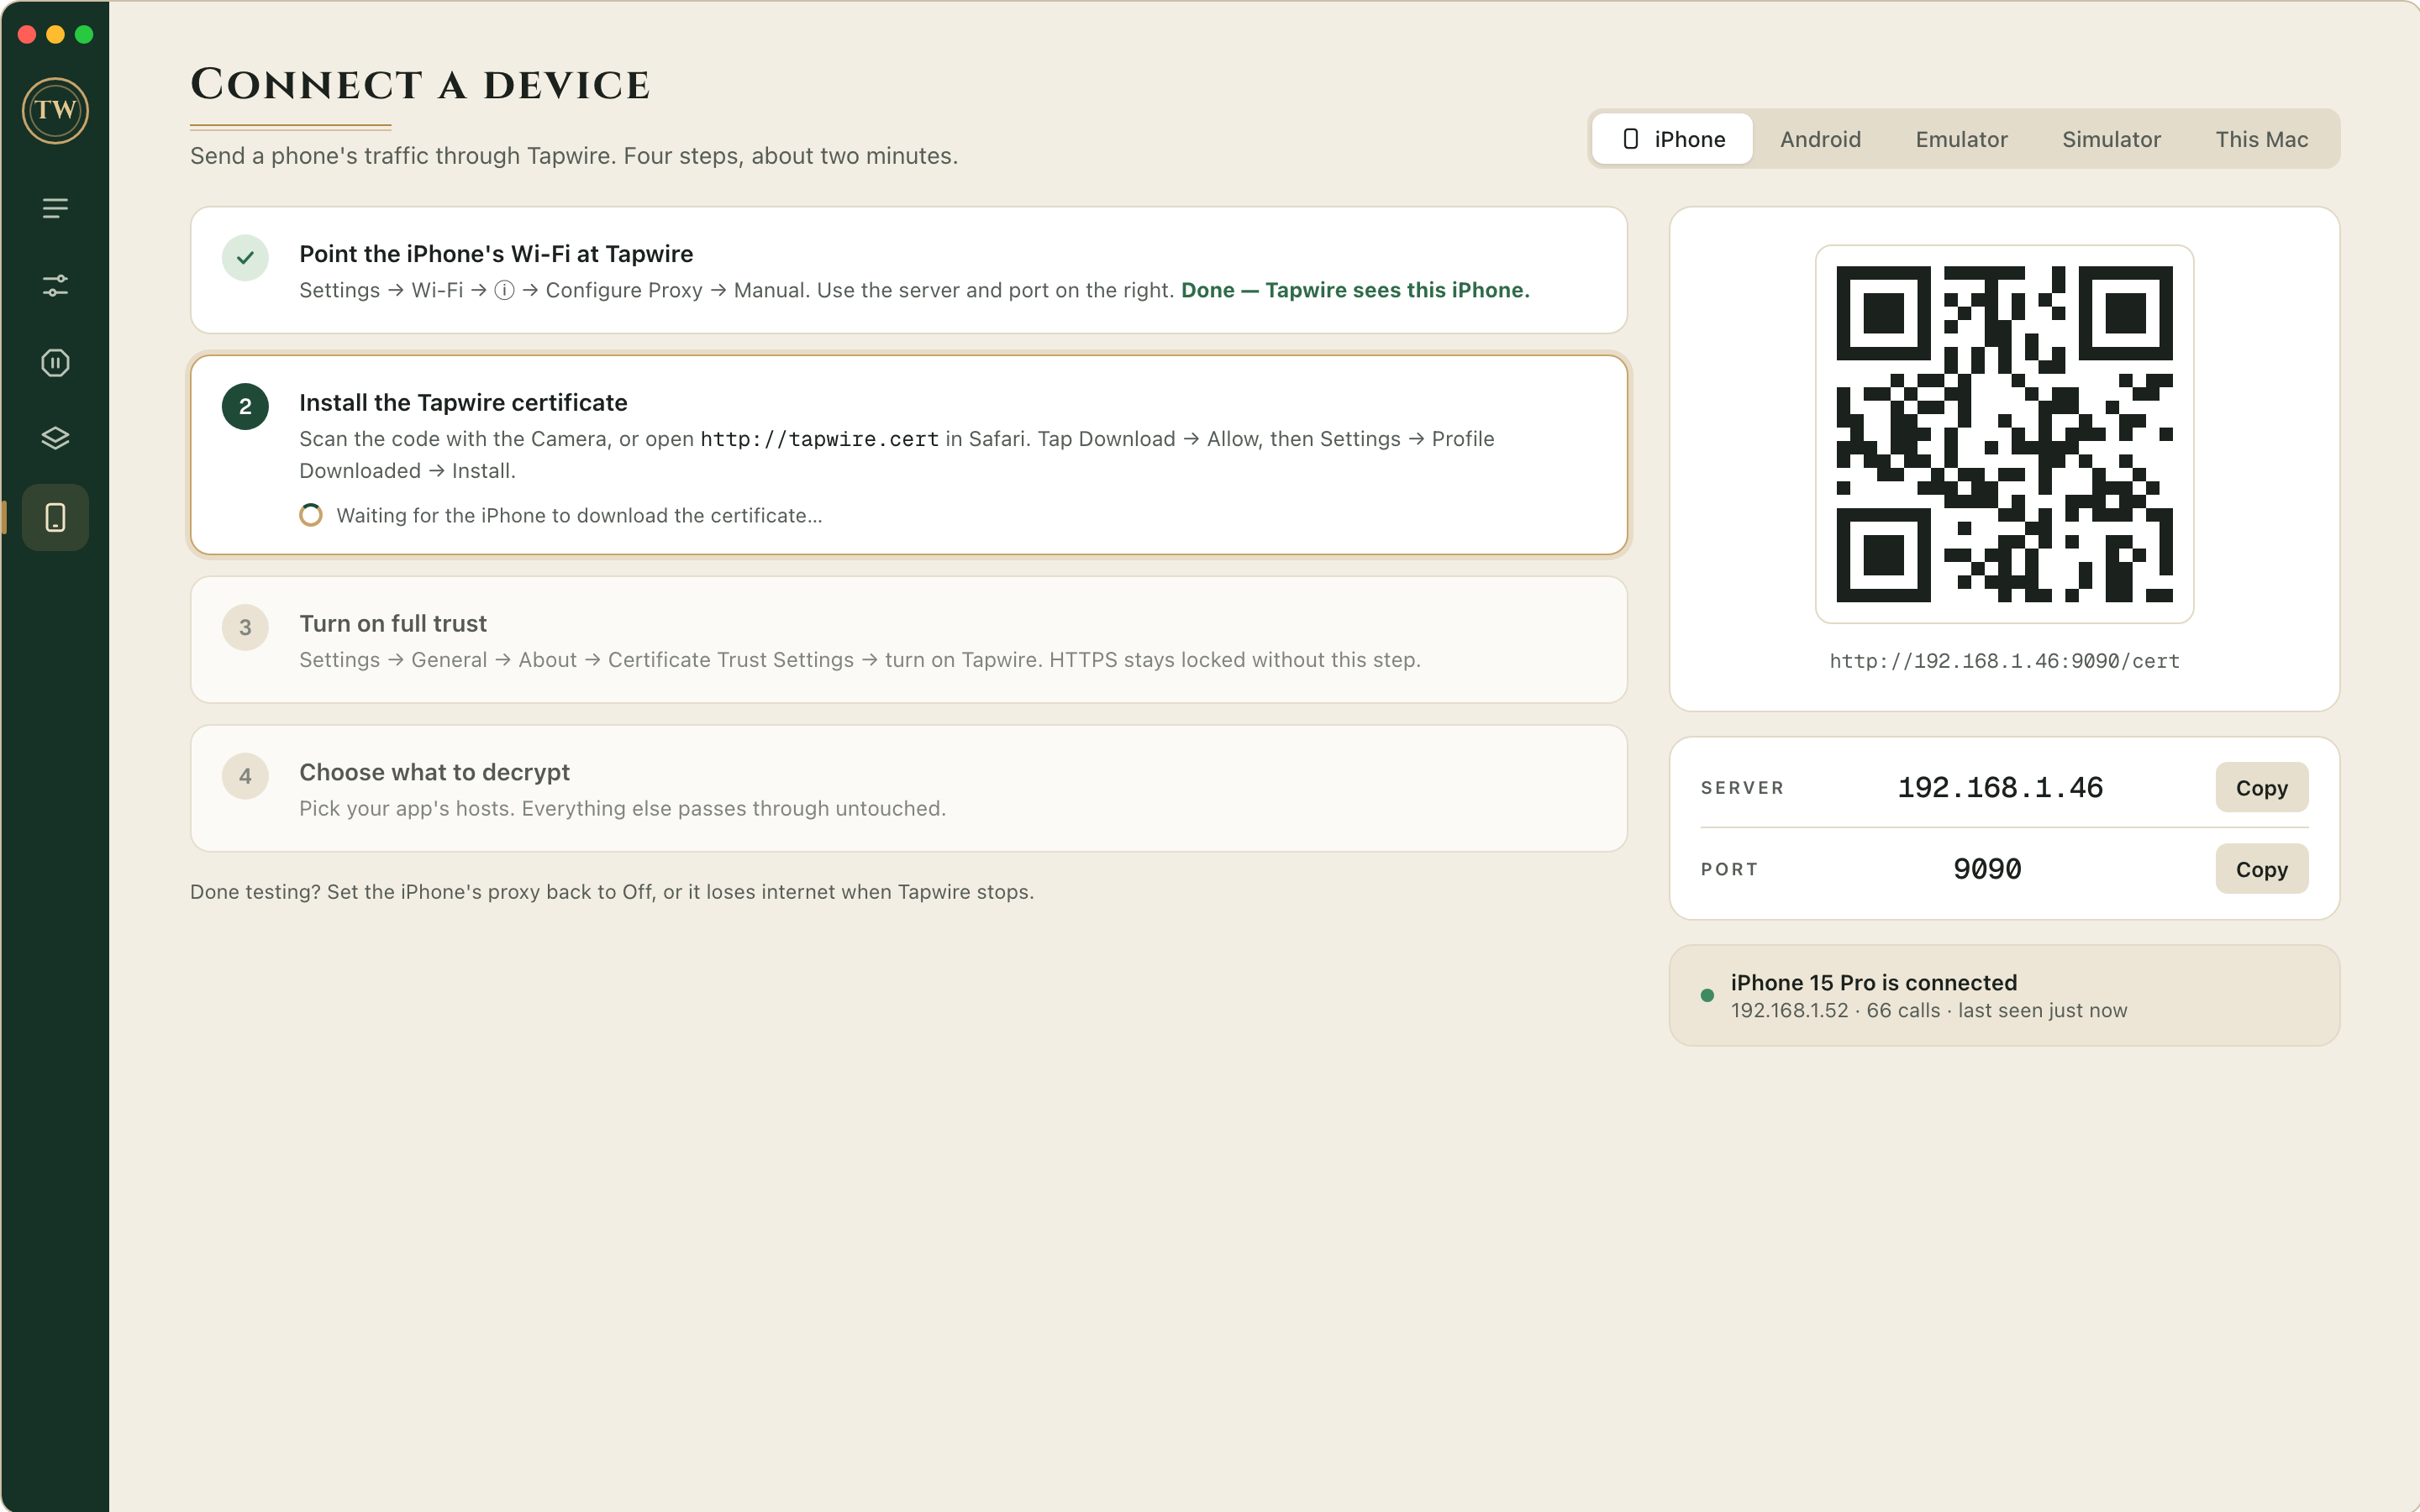 TW
Connect a device
Send a phone's traffic through Tapwire. Four steps, about two minutes.
iPhone
Android
Emulator
Simulator
This Mac
Point the iPhone's Wi-Fi at Tapwire
Settings → Wi-Fi → ⓘ → Configure Proxy → Manual. Use the server and port on the right. Done — Tapwire sees this iPhone.
2
Install the Tapwire certificate
Scan the code with the Camera, or open http://tapwire.cert in Safari. Tap Download → Allow, then Settings → Profile
Downloaded → Install.
Waiting for the iPhone to download the certificate...
3
Turn on full trust
Settings → General → About → Certificate Trust Settings → turn on Tapwire. HTTPS stays locked without this step.
4
Choose what to decrypt
Pick your app's hosts. Everything else passes through untouched.
Done testing? Set the iPhone's proxy back to Off, or it loses internet when Tapwire stops.
http://192.168.1.46:9090/cert
SERVER
192.168.1.46
Copy
PORT
9090
Copy
iPhone 15 Pro is connected
192.168.1.52 · 66 calls · last seen just now